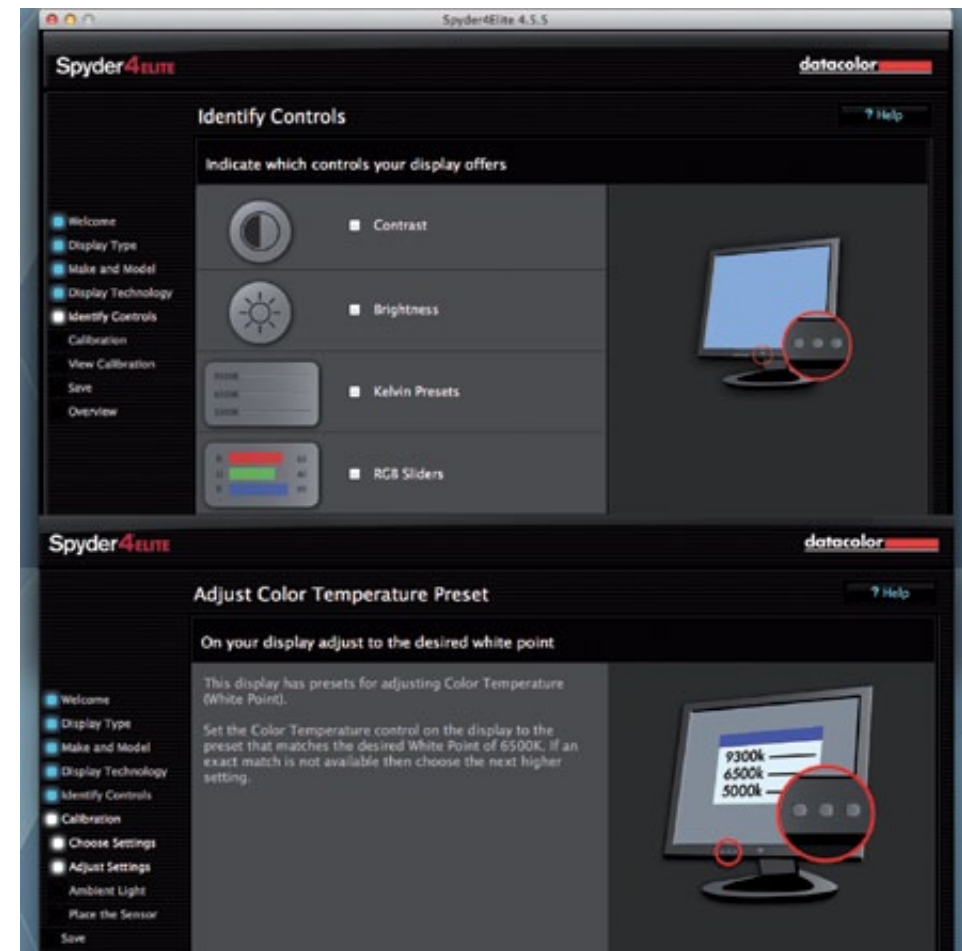 Spyder4Elite 4.5.5
Spyder4ELITE
datacolor
Identify Controls
? Help
Indicate which controls your display offers
Welcome
Display Type
Make and Model
Display Technology
Identify Controls
Calibration
View Calibration
Save
Overview
Contrast
Brightness
Kelvin Presets
RGB Sliders
Spyder4ELITE
datacolor
Adjust Color Temperature Preset
? Help
On your display adjust to the desired white point
Welcome
Display Type
Make and Model
Display Technology
Identify Controls
Calibration
Choose Settings
Adjust Settings
Ambient Light
Place the Sensor
Save
This display has presets for adjusting Color Temperature
(White Point).
Set the Color Temperature control on the display to the
preset that matches the desired White Point of 6500K. If an
exact match is not available then choose the next higher
setting.
9300k
6500k
5000k